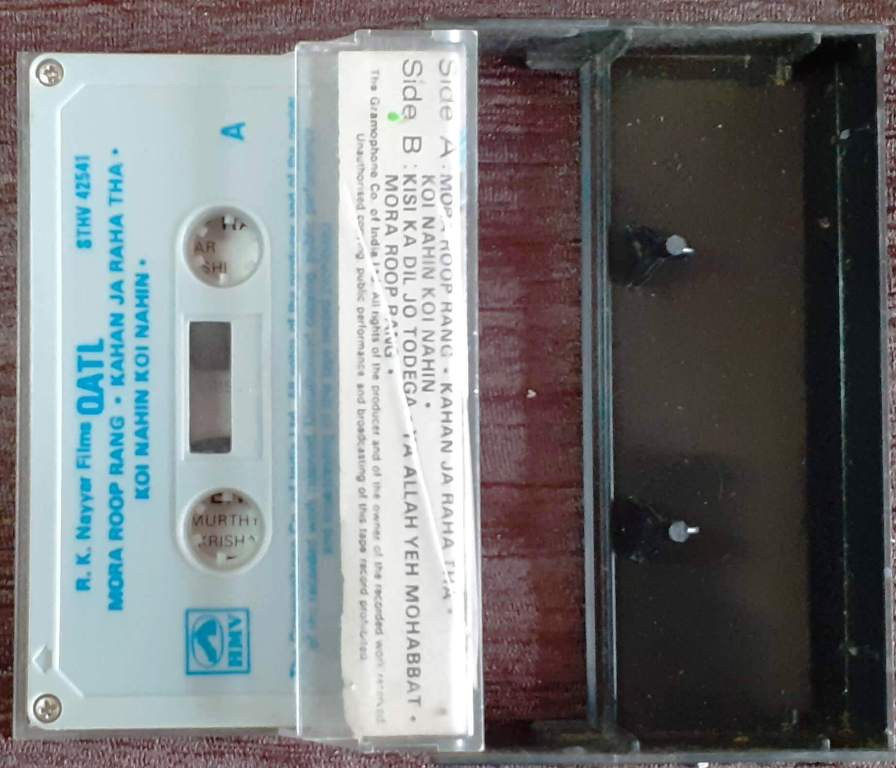 STHV 42541
R. K. Nayyar Films QATL
MORA ROOP RANG • KAHAN JA RAHA THA •
KOI NAHIN KOI NAHIN •
A
HMV
AR
SHI
MURTHY
KRISH
Side A : MORA ROOP RANG • KAHAN JA RAHA THA •
KOI NAHIN KOI NAHIN •
Side B : KISI KA DIL JO TODEGA • YA ALLAH YEH MOHABBAT •
MORA ROOP RANG •
The Gramophone Co. of India Ltd. All rights of the producer and of the owner of the recorded work reserved
Unauthorised copying public performance and broadcasting of this tape record prohibited